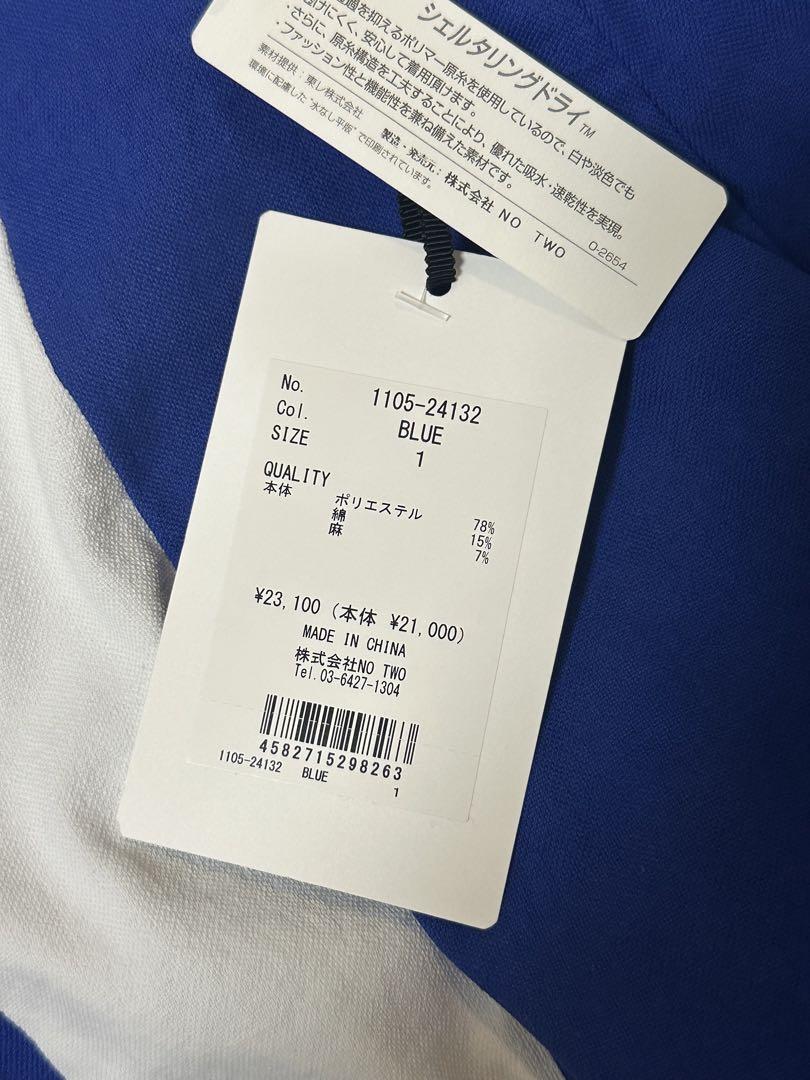 シェルタリングドライTM
過を抑えるポリマー原糸を使用しているので、白や淡色でも
にくく、安心して着用頂けます。
・さらに、原糸構造を工夫することにより、優れた吸水・速乾性を実現。
・ファッション性と機能性を兼ね備えた素材です。
素材提供：東レ株式会社
製造・発売元：株式会社 NO TWO
環境に配慮した"水なし平版"で印刷されています。
0-2654
No. 1105-24132
Col. BLUE
SIZE 1
QUALITY
本体 ポリエステル 78%
綿 15%
麻 7%
¥23,100 (本体 ¥21,000)
MADE IN CHINA
株式会社NO TWO
Tel.03-6427-1304
4582715298263
1105-24132 BLUE
1